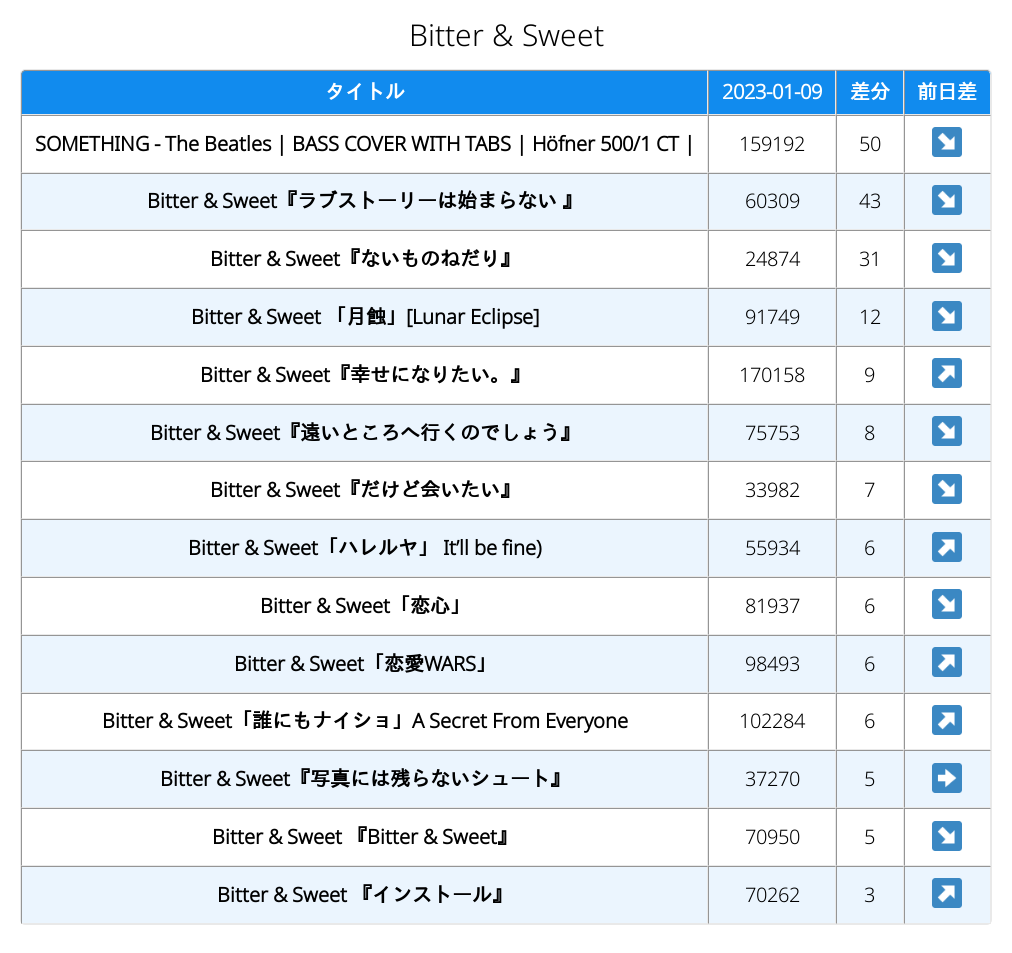 Bitter & Sweet
タイトル 2023-01-09 差分 前日差
SOMETHING - The Beatles | BASS COVER WITH TABS | Höfner 500/1 CT | 159192 50 ↘
Bitter & Sweet『ラブストーリーは始まらない 』 60309 43 ↘
Bitter & Sweet『ないものねだり』 24874 31 ↘
Bitter & Sweet 「月蝕」[Lunar Eclipse] 91749 12 ↘
Bitter & Sweet『幸せになりたい。』 170158 9 ↗
Bitter & Sweet『遠いところへ行くのでしょう』 75753 8 ↘
Bitter & Sweet『だけど会いたい』 33982 7 ↘
Bitter & Sweet「ハレルヤ」 It’ll be fine) 55934 6 ↗
Bitter & Sweet「恋心」 81937 6 ↘
Bitter & Sweet「恋愛WARS」 98493 6 ↗
Bitter & Sweet「誰にもナイショ」A Secret From Everyone 102284 6 ↗
Bitter & Sweet『写真には残らないシュート』 37270 5 ➡
Bitter & Sweet 『Bitter & Sweet』 70950 5 ↘
Bitter & Sweet 『インストール』 70262 3 ↗